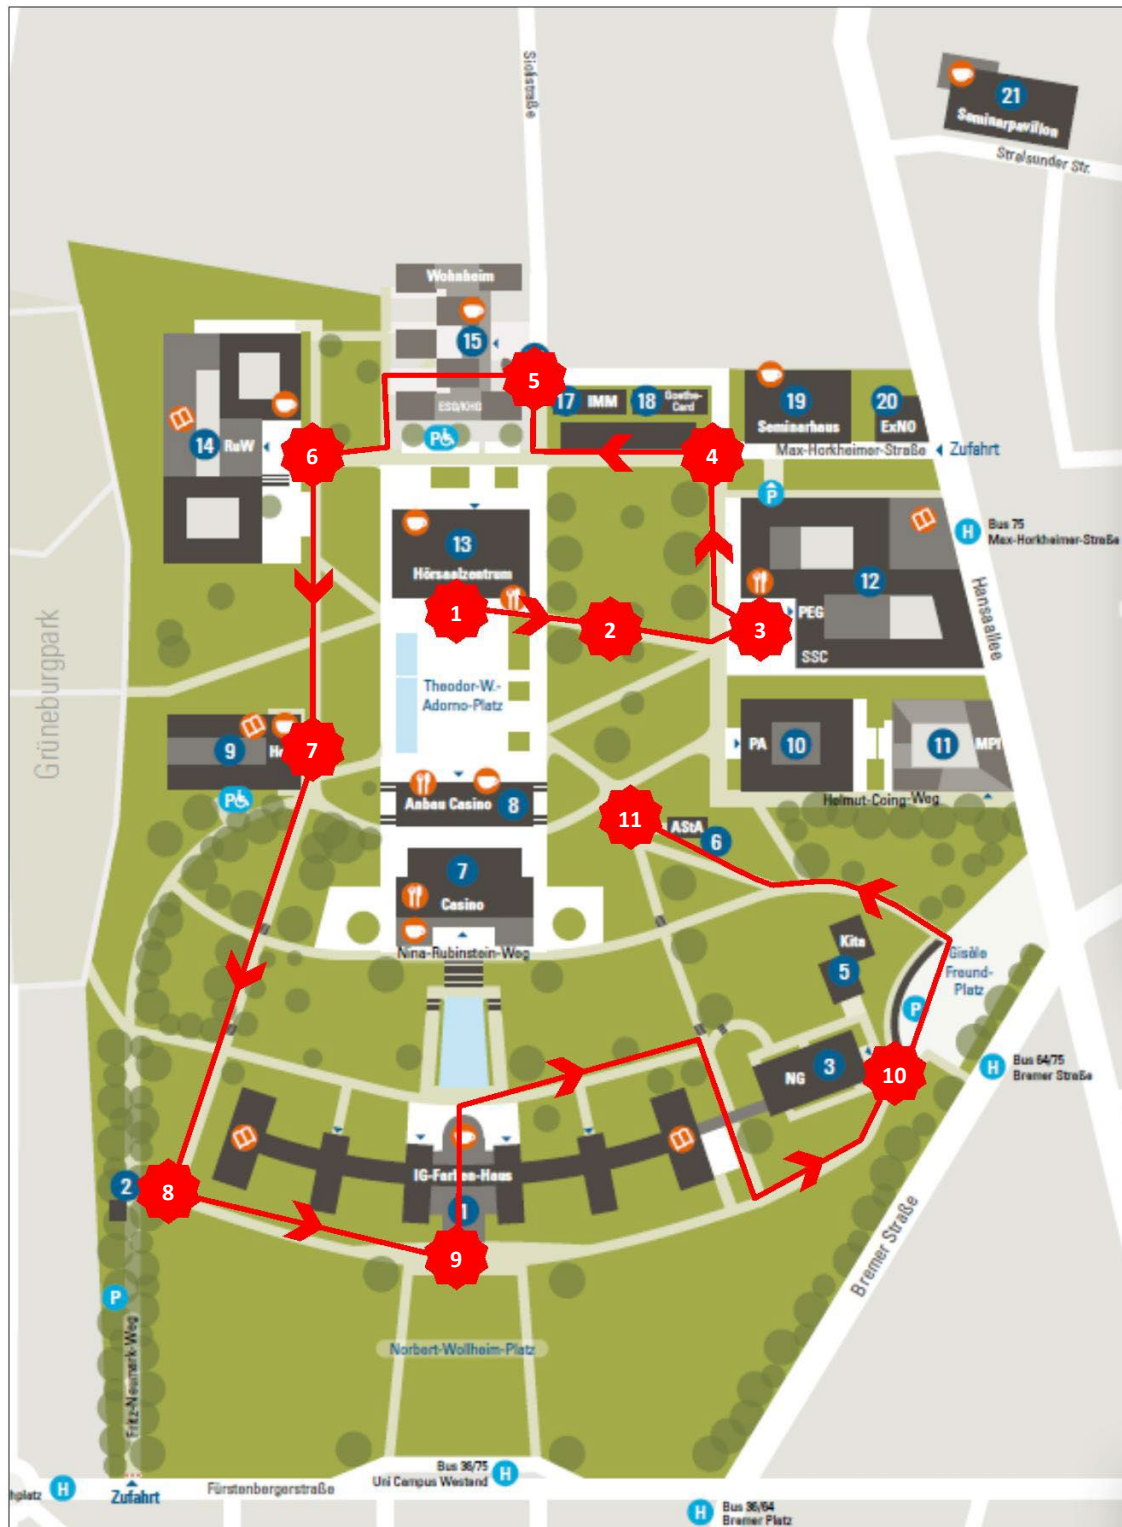 Siolistraße
21
Seminarpavillon
Stralsunder Str.
Wohnheim
15
5
17 IMM
18 Goethe-
Card
19
Seminarhaus
20
ExNO
ESG/KHG
P
14 RuW
6
4
Max-Horkheimer-Straße
Zufahrt
P
13
Hörsaalzentrum
H Bus 75
Max-Horkheimer-Straße
12
1
2
3
PEG
SSC
Hansaallee
Grüneburgpark
Theodor-W.-
Adorno-Platz
9
7
PA 10
11 MPI
P
Helmut-Coing-Weg
Anbau Casino 8
11
AStA
6
7
Casino
Nina-Rubinstein-Weg
Kita
5
Gisèle
Freund-
Platz
P
NG 3
10
H Bus 64/75
Bremer Straße
IG-Farben-Haus
2
8
1
9
Bremer Straße
P
Fritz-Neumark-Weg
Norbert-Wollheim-Platz
Bus 36/75
Uni Campus Westend
H
hplatz H
Zufahrt
Fürstenbergerstraße
H Bus 36/64
Bremer Platz